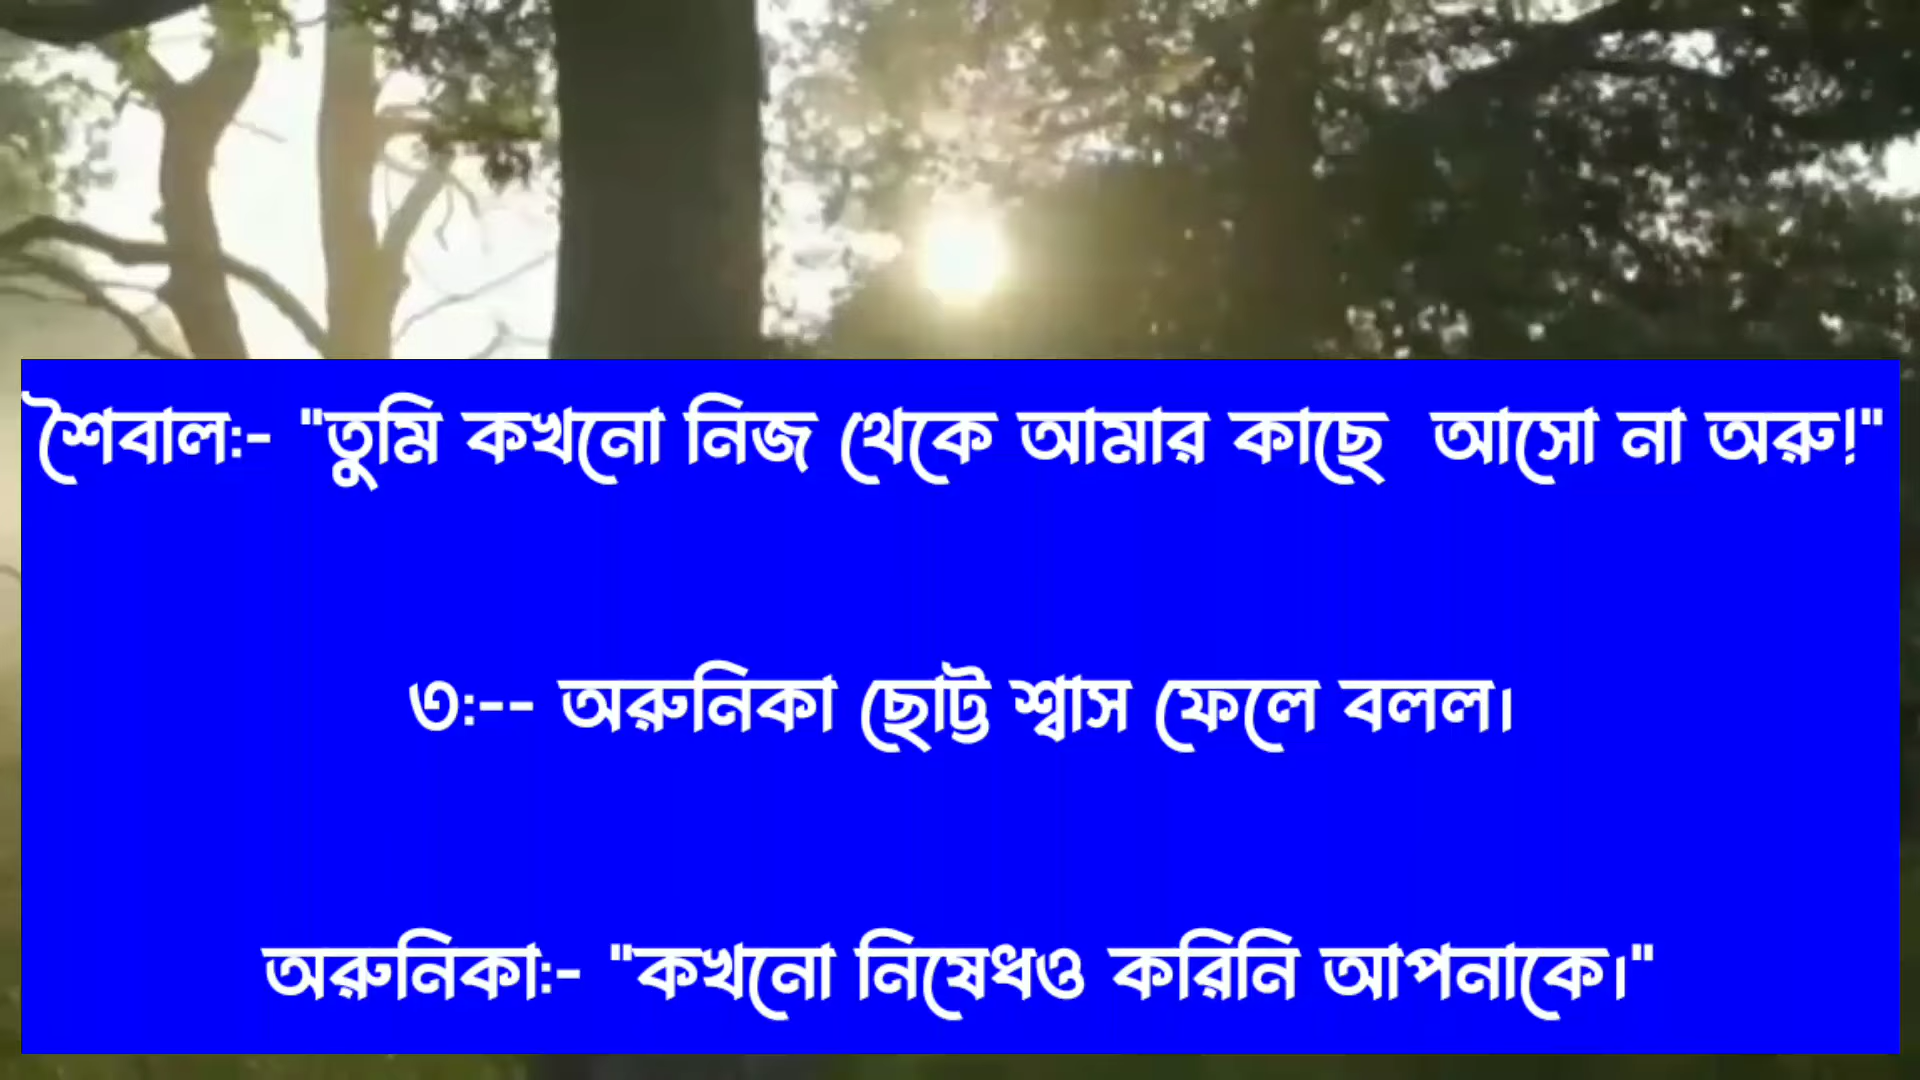 শৈবাল:- "তুমি কখনো নিজ থেকে আমার কাছে  আসো না অরু!"
৩:-- অরুনিকা ছোট্ট শ্বাস ফেলে বলল।
অরুনিকা:- "কখনো নিষেধও করিনি আপনাকে।"